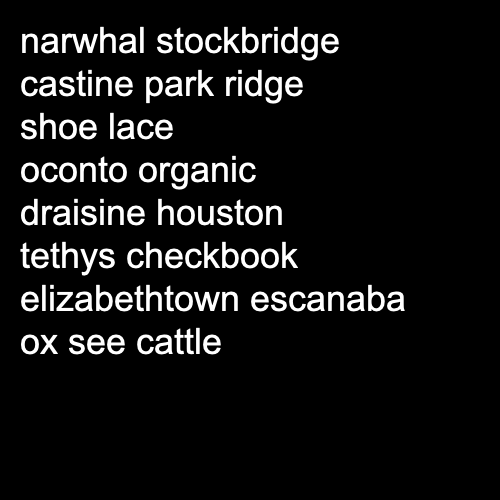 narwhal stockbridge
castine park ridge
shoe lace
oconto organic
draisine houston
tethys checkbook
elizabethtown escanaba
ox see cattle